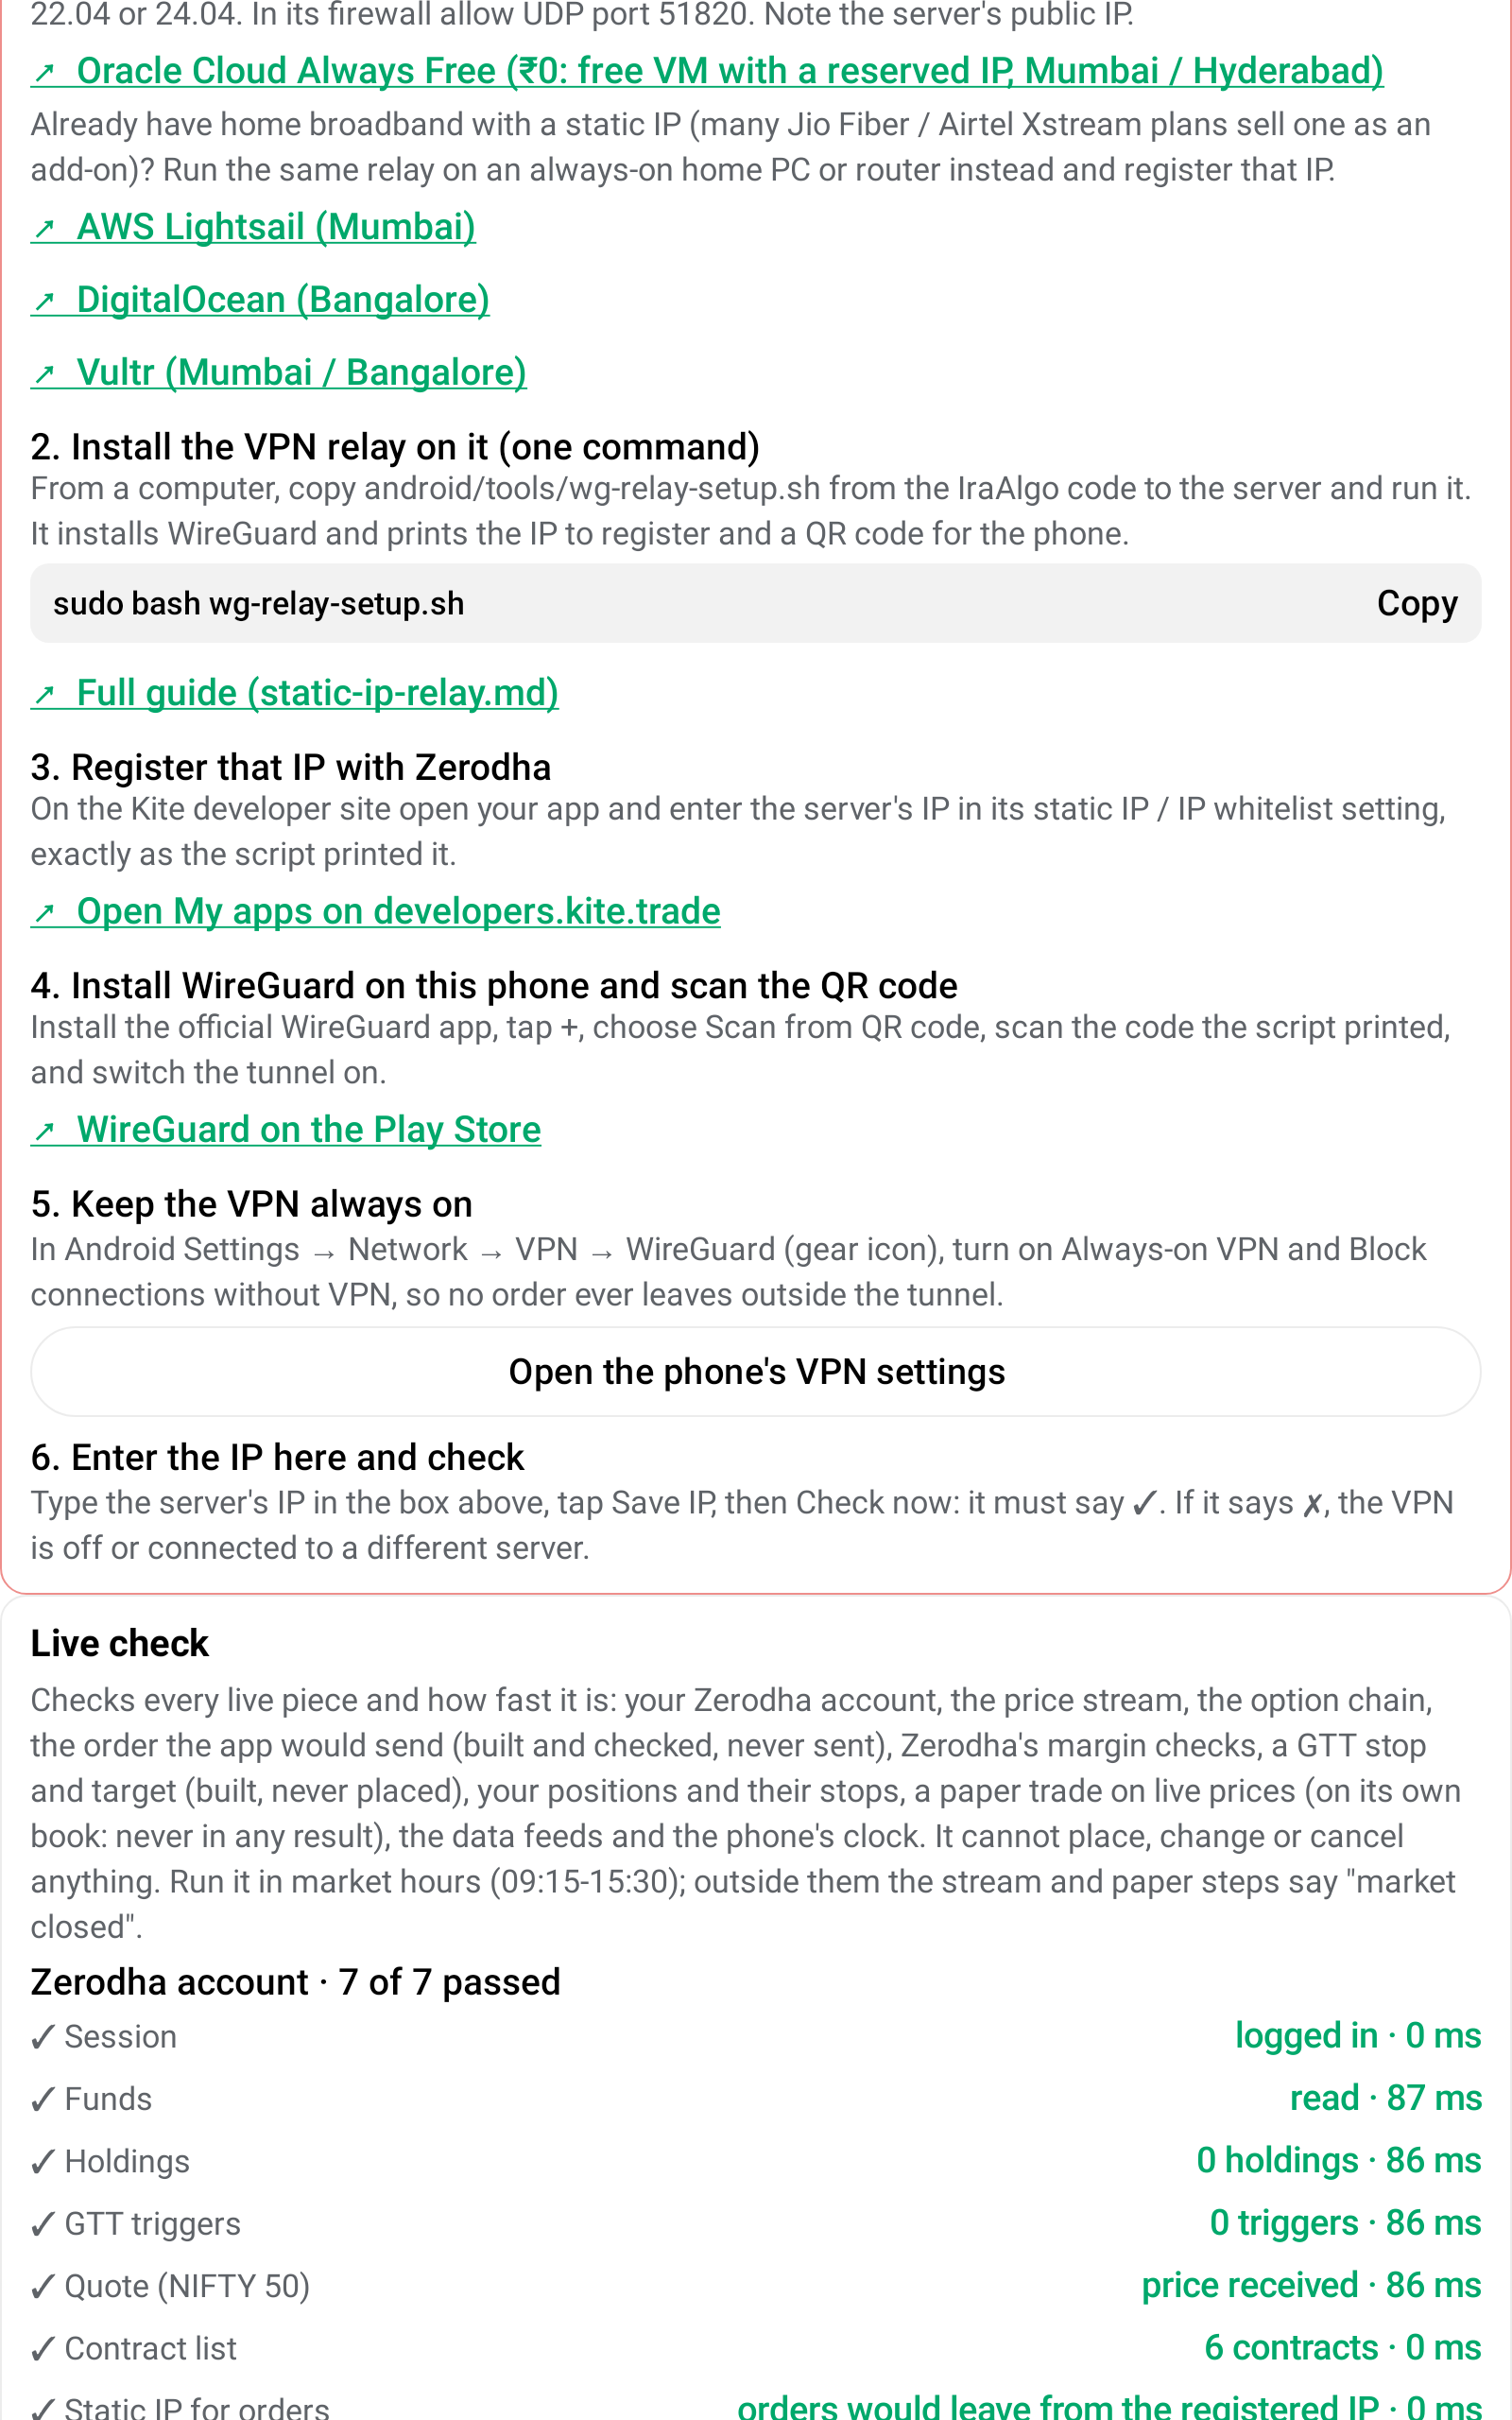 22.04 or 24.04. In its firewall allow UDP port 51820. Note the server's public IP.
↗ Oracle Cloud Always Free (₹0: free VM with a reserved IP, Mumbai / Hyderabad)
Already have home broadband with a static IP (many Jio Fiber / Airtel Xstream plans sell one as an
add-on)? Run the same relay on an always-on home PC or router instead and register that IP.
↗ AWS Lightsail (Mumbai)
↗ DigitalOcean (Bangalore)
↗ Vultr (Mumbai / Bangalore)
2. Install the VPN relay on it (one command)
From a computer, copy android/tools/wg-relay-setup.sh from the IraAlgo code to the server and run it.
It installs WireGuard and prints the IP to register and a QR code for the phone.
sudo bash wg-relay-setup.sh Copy
↗ Full guide (static-ip-relay.md)
3. Register that IP with Zerodha
On the Kite developer site open your app and enter the server's IP in its static IP / IP whitelist setting,
exactly as the script printed it.
↗ Open My apps on developers.kite.trade
4. Install WireGuard on this phone and scan the QR code
Install the official WireGuard app, tap +, choose Scan from QR code, scan the code the script printed,
and switch the tunnel on.
↗ WireGuard on the Play Store
5. Keep the VPN always on
In Android Settings → Network → VPN → WireGuard (gear icon), turn on Always-on VPN and Block
connections without VPN, so no order ever leaves outside the tunnel.
Open the phone's VPN settings
6. Enter the IP here and check
Type the server's IP in the box above, tap Save IP, then Check now: it must say ✓. If it says ✗, the VPN
is off or connected to a different server.
Live check
Checks every live piece and how fast it is: your Zerodha account, the price stream, the option chain,
the order the app would send (built and checked, never sent), Zerodha's margin checks, a GTT stop
and target (built, never placed), your positions and their stops, a paper trade on live prices (on its own
book: never in any result), the data feeds and the phone's clock. It cannot place, change or cancel
anything. Run it in market hours (09:15-15:30); outside them the stream and paper steps say "market
closed".
Zerodha account · 7 of 7 passed
✓ Session logged in · 0 ms
✓ Funds read · 87 ms
✓ Holdings 0 holdings · 86 ms
✓ GTT triggers 0 triggers · 86 ms
✓ Quote (NIFTY 50) price received · 86 ms
✓ Contract list 6 contracts · 0 ms
✓ Static IP for orders orders would leave from the registered IP · 0 ms